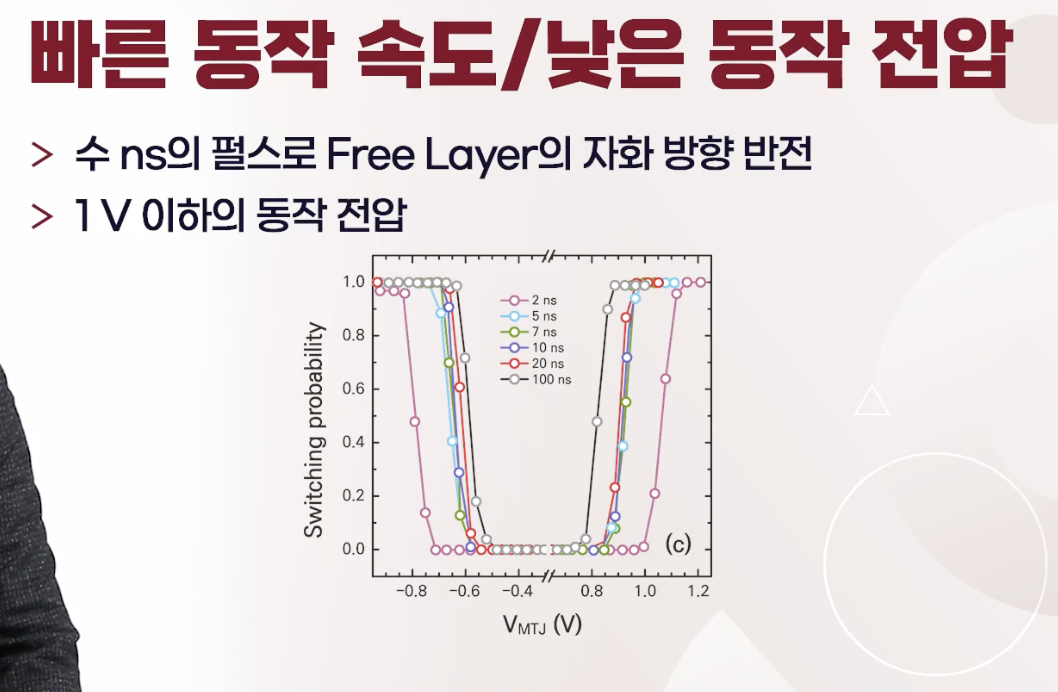 빠른 동작 속도/낮은 동작 전압
> 수 ns의 펄스로 Free Layer의 자화 방향 반전
> 1 V 이하의 동작 전압
1.0
0.8
0.6
0.4
0.2
0.0
Switching probability
2 ns
5 ns
7 ns
10 ns
20 ns
100 ns
(c)
−0.8 −0.6 −0.4 0.8 1.0 1.2
VMTJ (V)